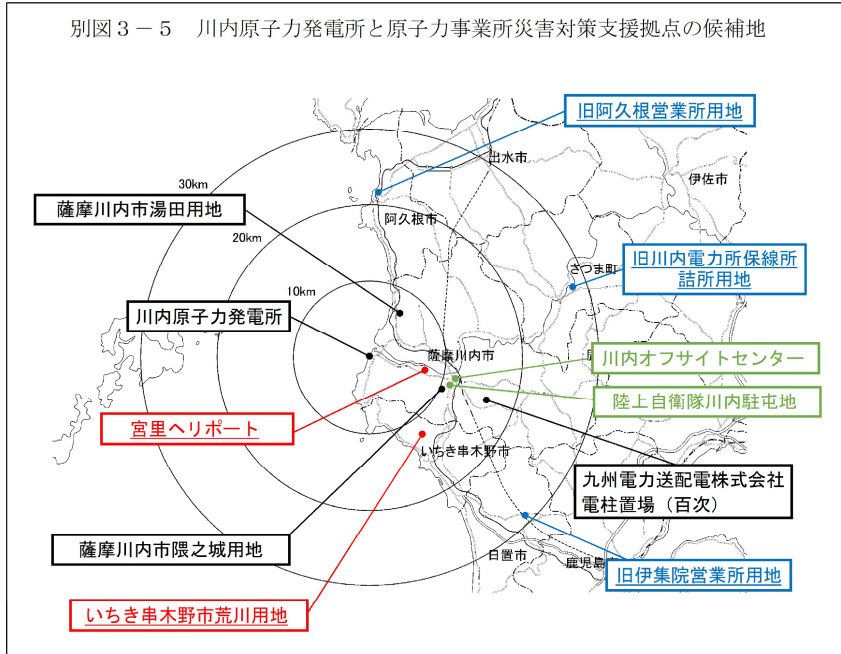 別図３－５　川内原子力発電所と原子力事業所災害対策支援拠点の候補地
旧阿久根営業所用地
出水市
伊佐市
30km
薩摩川内市湯田用地
阿久根市
20km
旧川内電力所保線所
詰所用地
さつま町
10km
川内原子力発電所
薩摩川内市
川内オフサイトセンター
陸上自衛隊川内駐屯地
宮里ヘリポート
いちき串木野市
九州電力送配電株式会社
電柱置場（百次）
薩摩川内市隈之城用地
日置市
鹿児島
旧伊集院営業所用地
いちき串木野市荒川用地